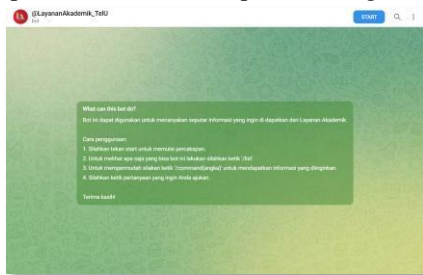 @LayananAkademik_TelU
bot
START
What can this bot do?
Bot ini dapat digunakan untuk menanyakan seputar informasi yang ingin di dapatkan dari Layanan Akademik.
Cara penggunaan:
1. Silahkan tekan start untuk memulai percakapan.
2. Untuk melihat apa saja yang bisa bot ini lakukan silahkan ketik '/list'
3. Untuk mempermudah silakan ketik '/command(angka)' untuk mendapatkan informasi yang diinginkan.
4. Silahkan ketik pertanyaan yang ingin Anda ajukan.
Terima kasih!